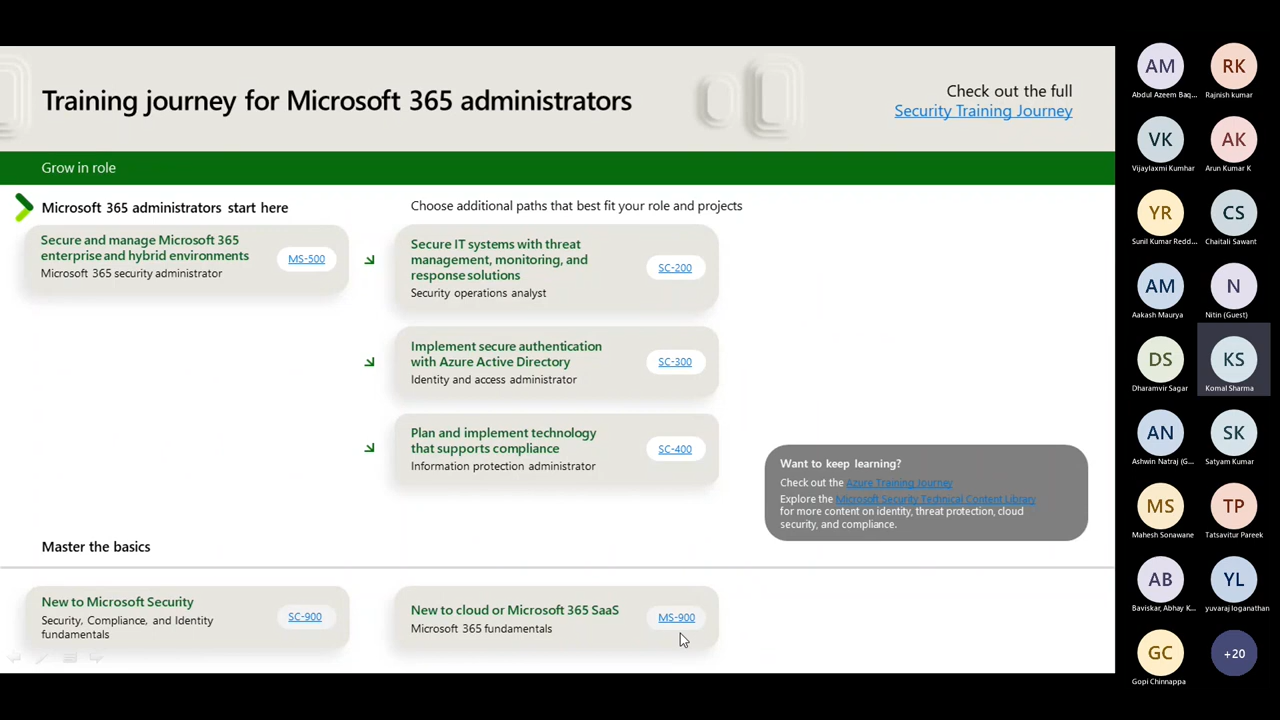 Training journey for Microsoft 365 administrators
Check out the full
Security Training Journey
Grow in role
Microsoft 365 administrators start here
Choose additional paths that best fit your role and projects
Secure and manage Microsoft 365
enterprise and hybrid environments
Microsoft 365 security administrator
MS-500
Secure IT systems with threat
management, monitoring, and
response solutions
Security operations analyst
SC-200
Implement secure authentication
with Azure Active Directory
Identity and access administrator
SC-300
Plan and implement technology
that supports compliance
Information protection administrator
SC-400
Want to keep learning?
Check out the Azure Training Journey
Explore the Microsoft Security Technical Content Library
for more content on identity, threat protection, cloud
security, and compliance.
Master the basics
New to Microsoft Security
Security, Compliance, and Identity
fundamentals
SC-900
New to cloud or Microsoft 365 SaaS
Microsoft 365 fundamentals
MS-900
AM
Abdul Azeem Baq...
RK
Rajnish kumar
VK
Vijaylaxmi Kumhar
AK
Arun Kumar K
YR
Sunil Kumar Redd...
CS
Chaitali Sawant
AM
Aakash Maurya
N
Nitin (Guest)
DS
Dharamvir Sagar
KS
Komal Sharma
AN
Ashwin Natraj (G...
SK
Satyam Kumar
MS
Mahesh Sonawane
TP
Tatsavitur Pareek
AB
Baviskar, Abhay K...
YL
yuvaraj loganathan
GC
Gopi Chinnappa
+20